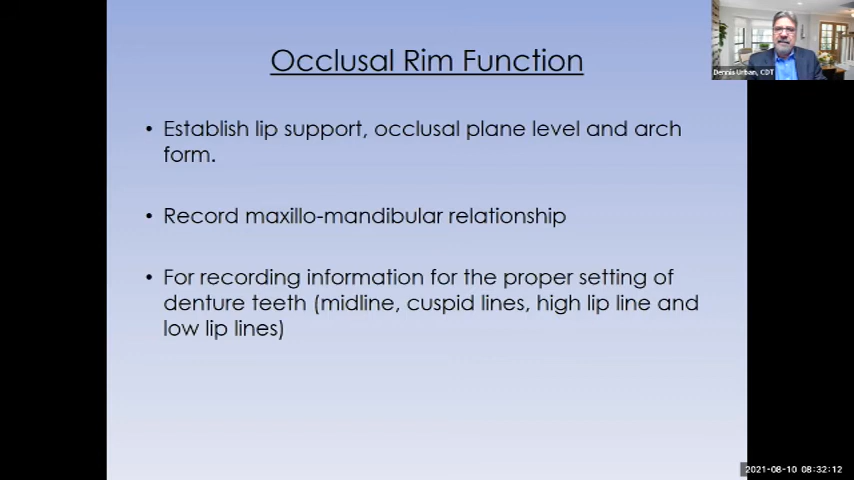 Occlusal Rim Function
Dennis Urban, CDT
• Establish lip support, occlusal plane level and arch
form.
• Record maxillo-mandibular relationship
• For recording information for the proper setting of
denture teeth (midline, cuspid lines, high lip line and
low lip lines)
2021-08-10 08:32:12